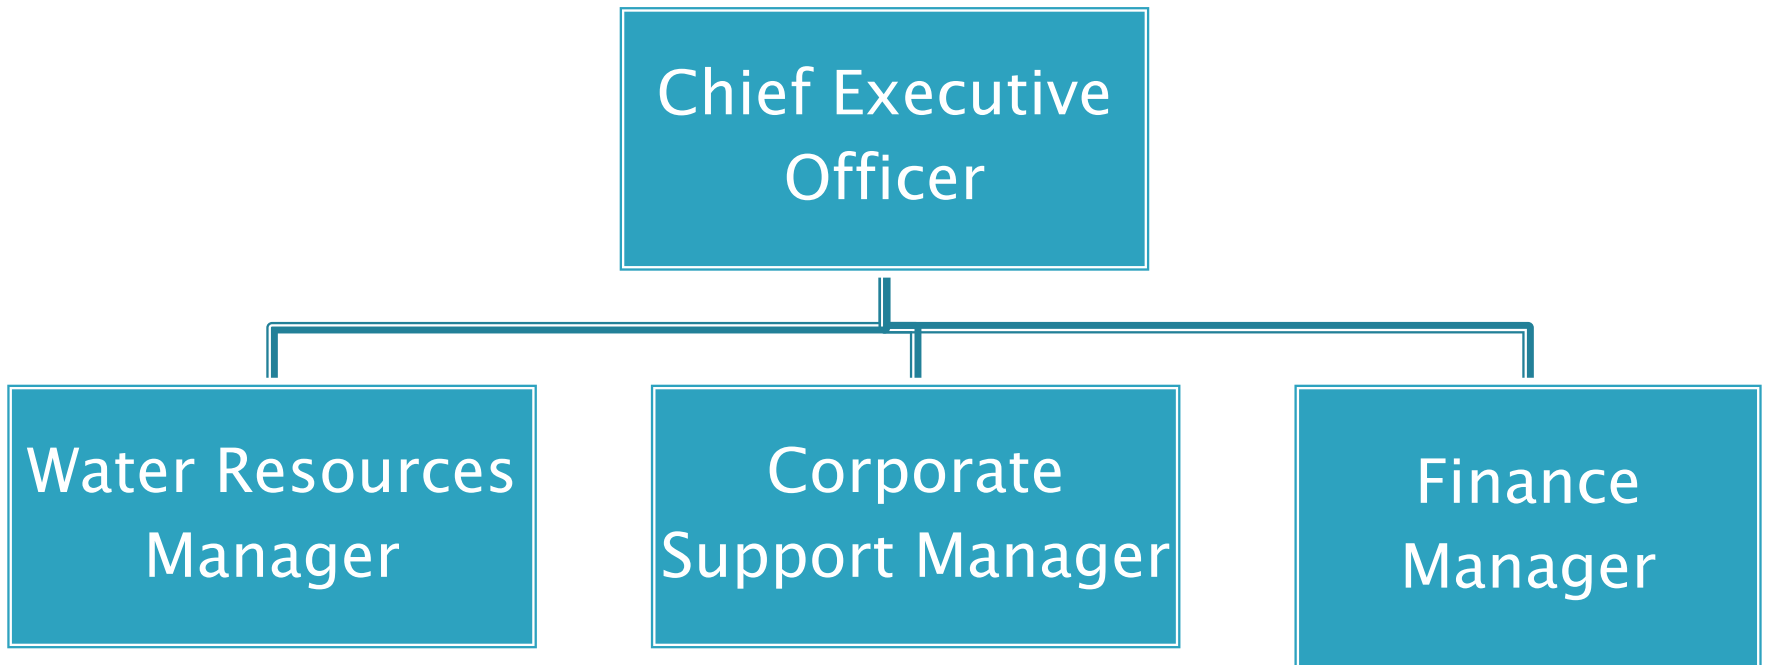 Chief Executive
Officer
Water Resources
Manager
Corporate
Support Manager
Finance
Manager